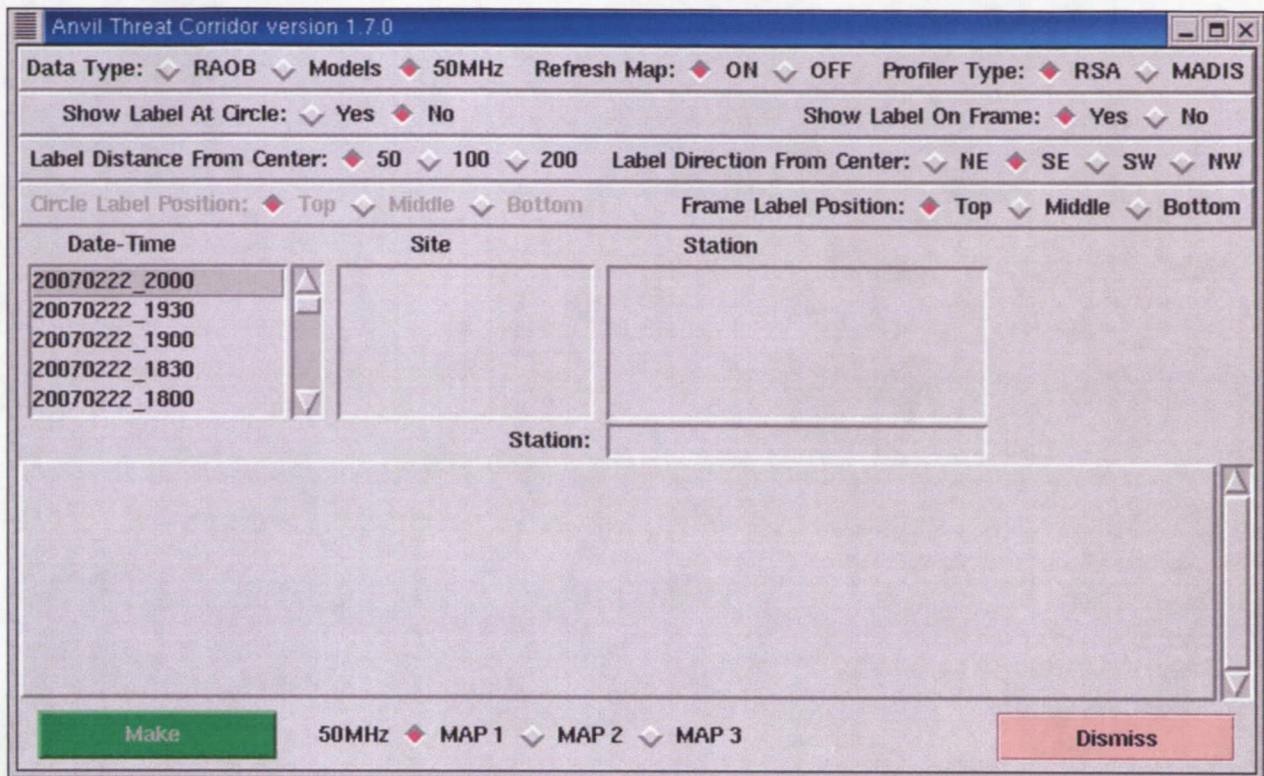 Anvil Threat Corridor version 1.7.0
Data Type: RAOB Models 50MHz Refresh Map: ON OFF Profiler Type: RSA MADIS
Show Label At Circle: Yes No Show Label On Frame: Yes No
Label Distance From Center: 50 100 200 Label Direction From Center: NE SE SW NW
Circle Label Position: Top Middle Bottom Frame Label Position: Top Middle Bottom
Date-Time Site Station
20070222_2000
20070222_1930
20070222_1900
20070222_1830
20070222_1800
Station:
Make 50MHz MAP 1 MAP 2 MAP 3 Dismiss